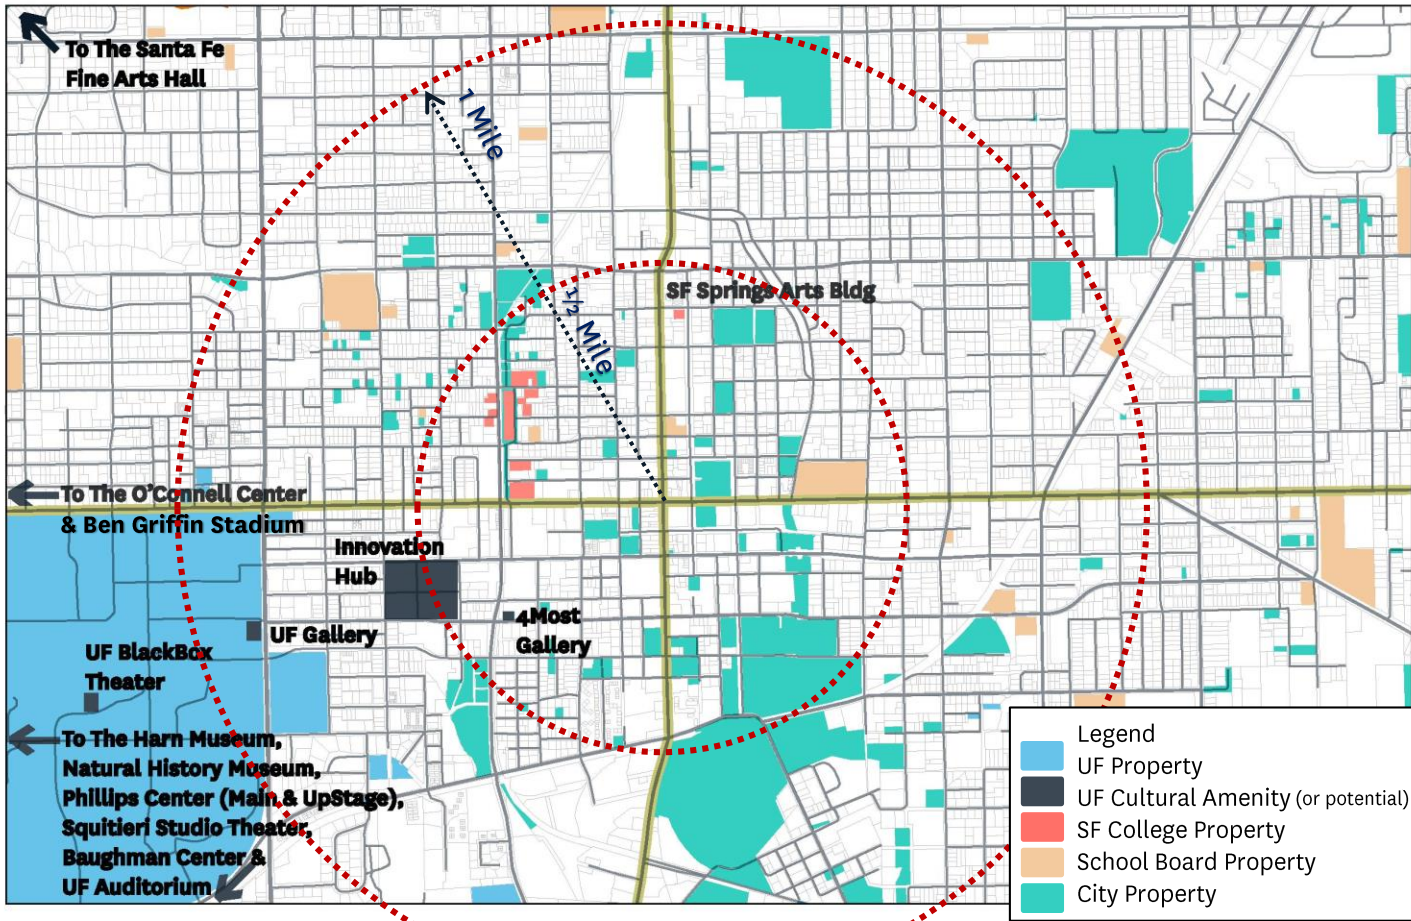 To The Santa Fe
Fine Arts Hall
1 Mile
½ Mile
SF Springs Arts Bldg
To The O'Connell Center
& Ben Griffin Stadium
Innovation
Hub
4Most
Gallery
UF Gallery
UF BlackBox
Theater
To The Harn Museum,
Natural History Museum,
Phillips Center (Main & UpStage),
Squitieri Studio Theater,
Baughman Center &
UF Auditorium
Legend
UF Property
UF Cultural Amenity (or potential)
SF College Property
School Board Property
City Property